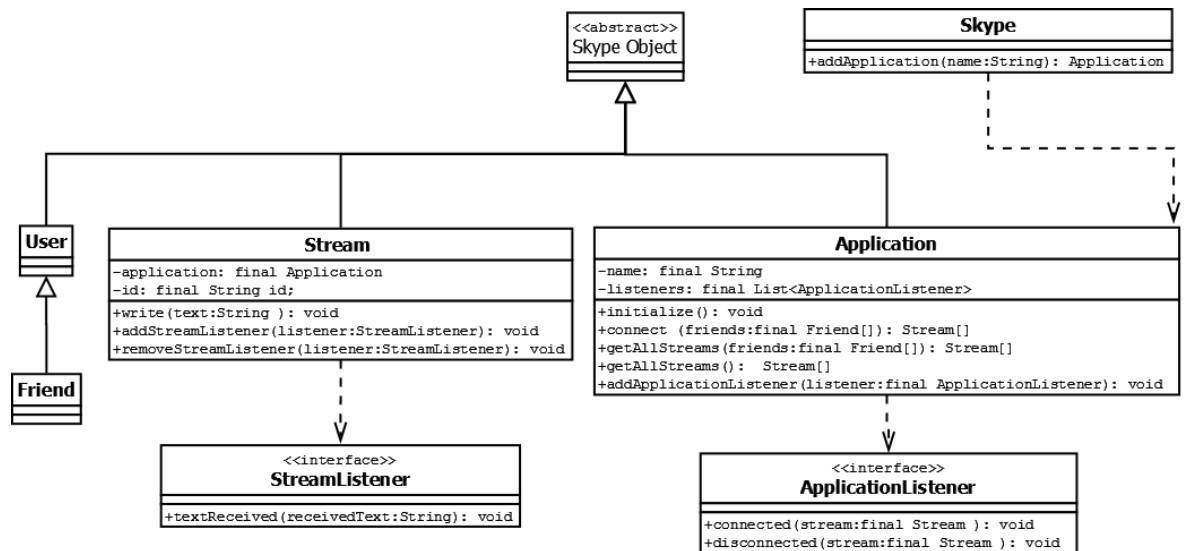 <<abstract>>
Skype Object
Skype
+addApplication(name:String): Application
User
Stream
-application: final Application
-id: final String id;
+write(text:String ): void
+addStreamListener(listener:StreamListener): void
+removeStreamListener(listener:StreamListener): void
Application
-name: final String
-listeners: final List<ApplicationListener>
+initialize(): void
+connect (friends:final Friend[]): Stream[]
+getAllStreams(friends:final Friend[]): Stream[]
+getAllStreams():  Stream[]
+addApplicationListener(listener:final ApplicationListener): void
Friend
<<interface>>
StreamListener
+textReceived(receivedText:String): void
<<interface>>
ApplicationListener
+connected(stream:final Stream ): void
+disconnected(stream:final Stream ): void